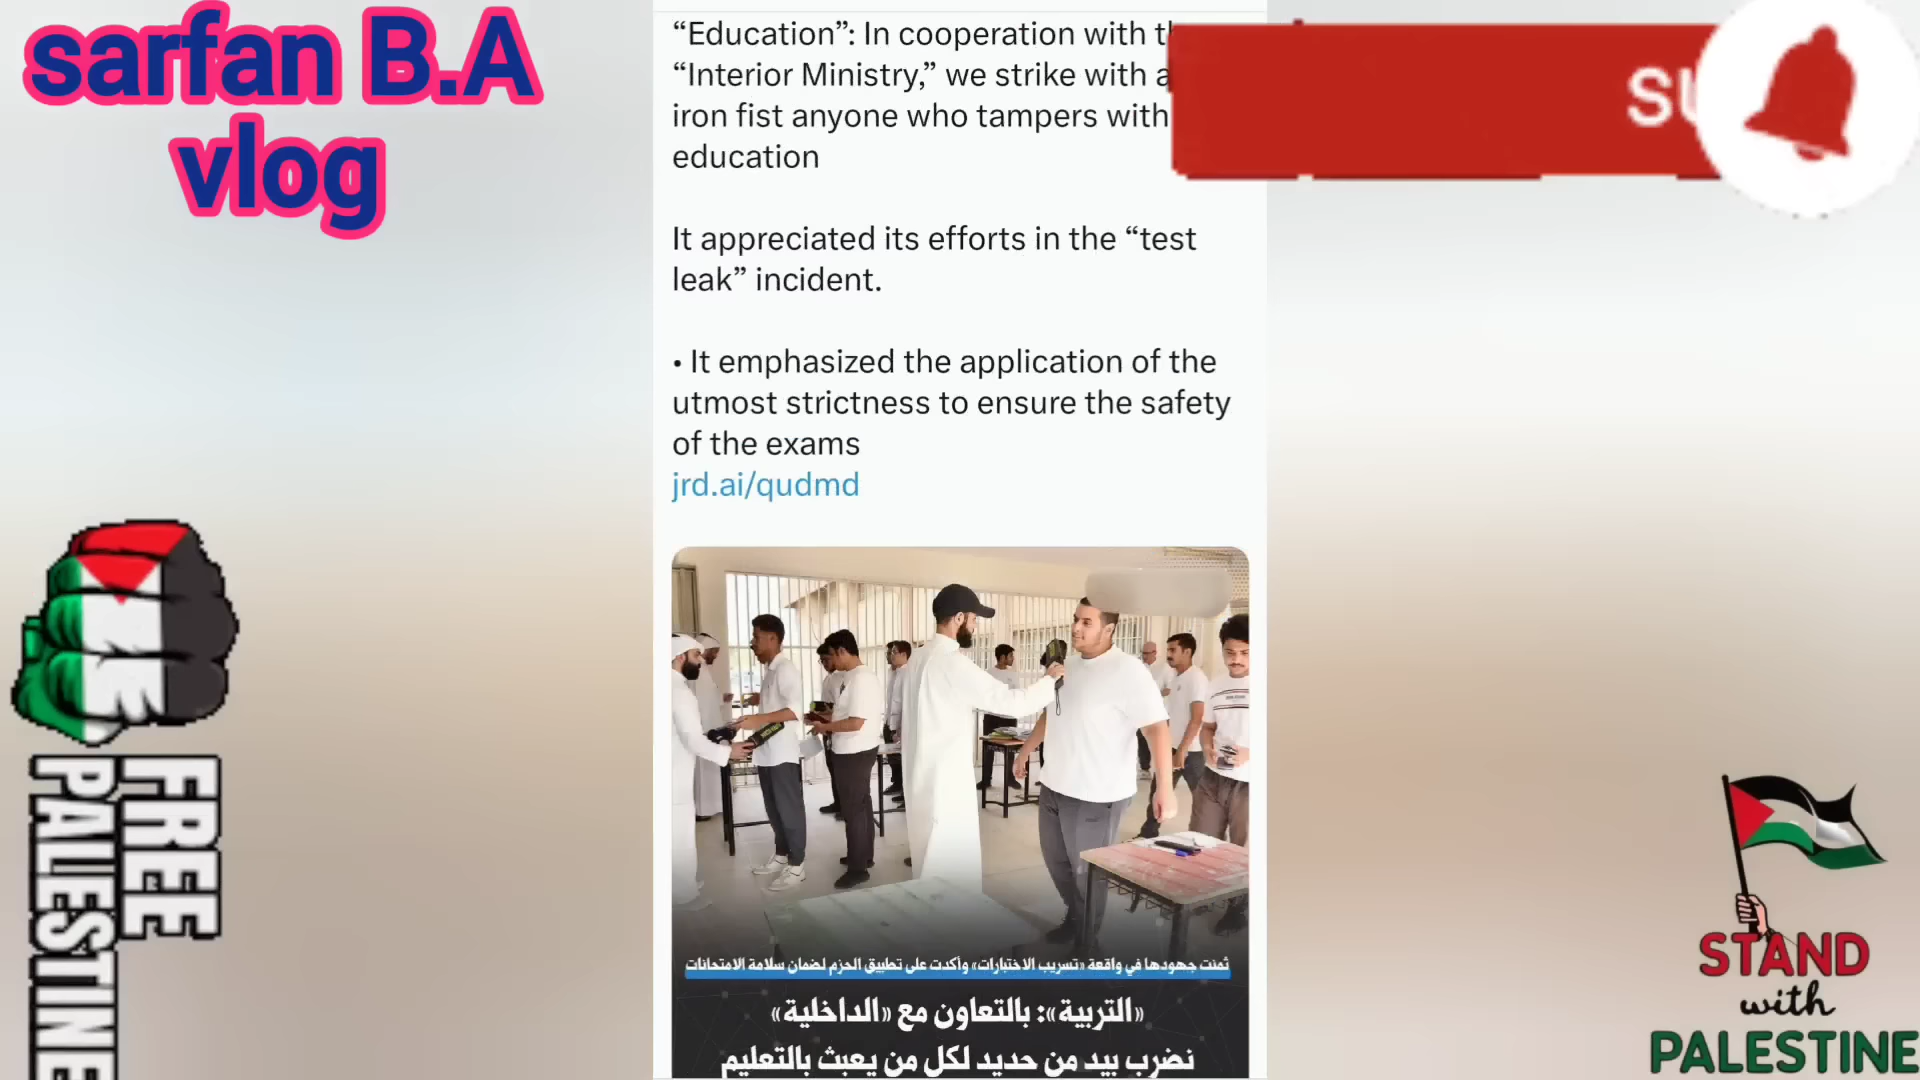 sarfan B.A
vlog
“Education”: In cooperation with
“Interior Ministry,” we strike with
iron fist anyone who tampers with
education
It appreciated its efforts in the “test
leak” incident.
• It emphasized the application of the
utmost strictness to ensure the safety
of the exams
jrd.ai/qudmd
ثمنت جهودها في واقعة «تسريب الاختبارات» وأكدت على تطبيق الحزم لضمان سلامة الامتحانات
«التربية»: بالتعاون مع «الداخلية»
نضرب بيد من حديد لكل من يعبث بالتعليم
FREE
PALESTINE
STAND
with
PALESTINE